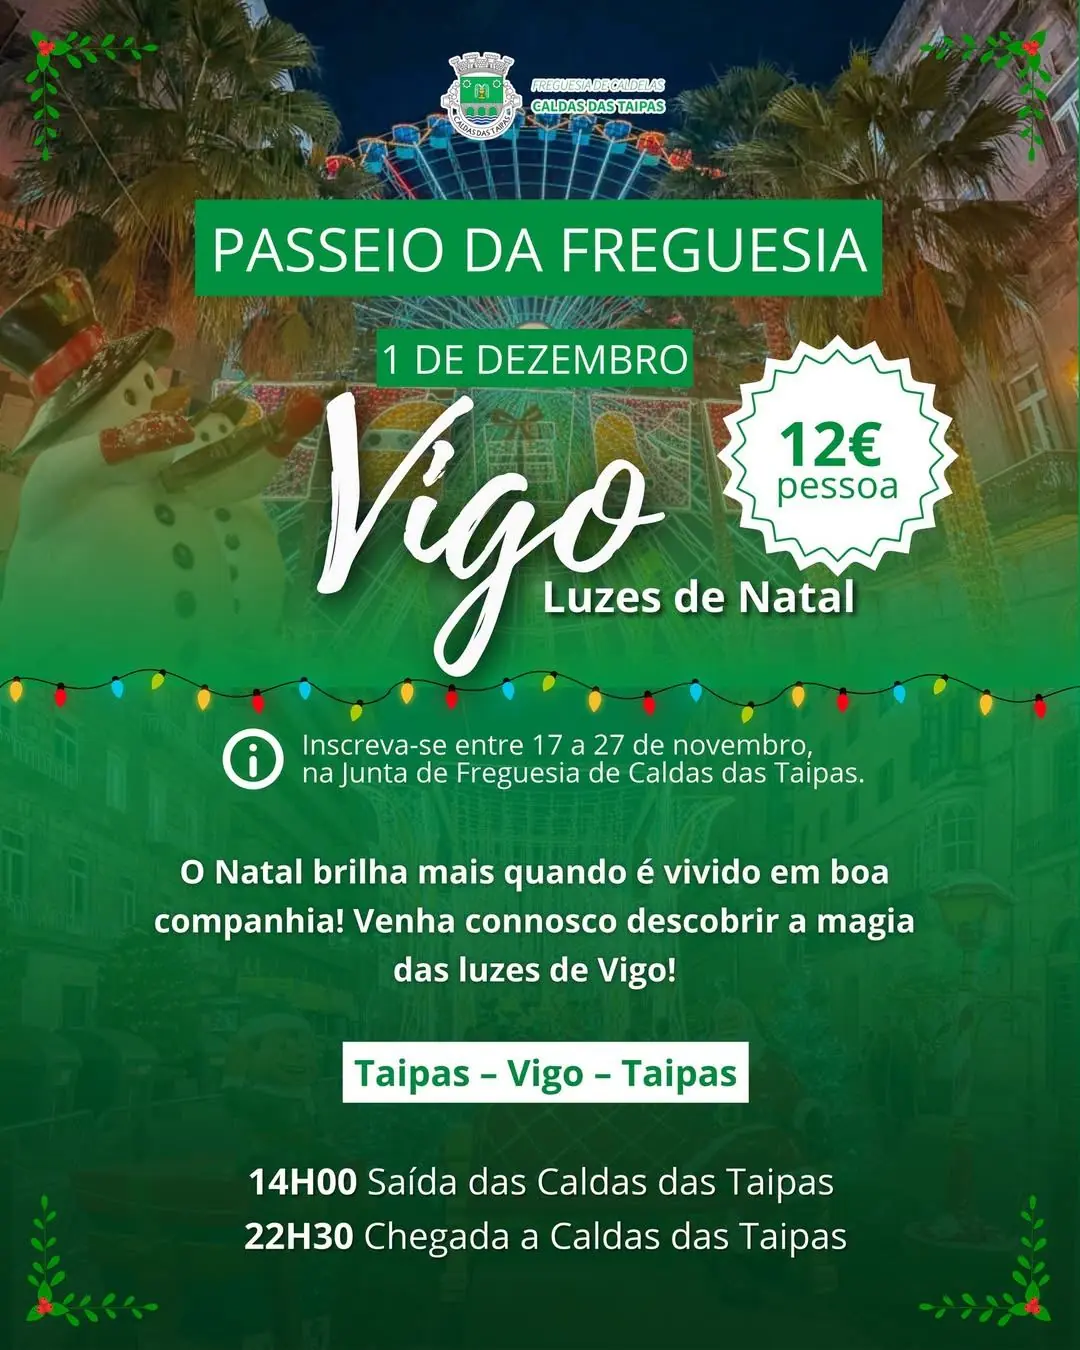 FREGUESIA DE CALDELAS
CALDAS DAS TAIPAS
CALDAS DAS TAIPAS
PASSEIO DA FREGUESIA
1 DE DEZEMBRO
Vigo
Luzes de Natal
12€
pessoa
Inscreva-se entre 17 a 27 de novembro,
na Junta de Freguesia de Caldas das Taipas.
O Natal brilha mais quando é vivido em boa
companhia! Venha connosco descobrir a magia
das luzes de Vigo!
Taipas – Vigo – Taipas
14H00 Saída das Caldas das Taipas
22H30 Chegada a Caldas das Taipas